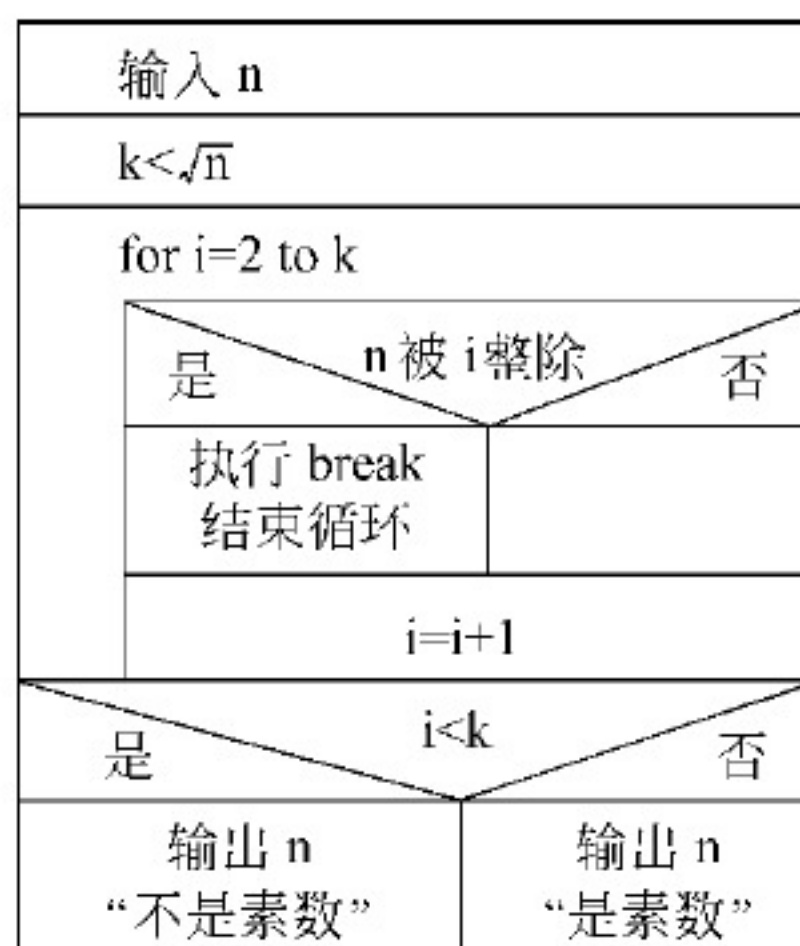 输入 n
k<√n
for i=2 to k
n 被 i 整除
是
否
执行 break
结束循环
i=i+1
i<k
是
否
输出 n
“不是素数”
输出 n
“是素数”